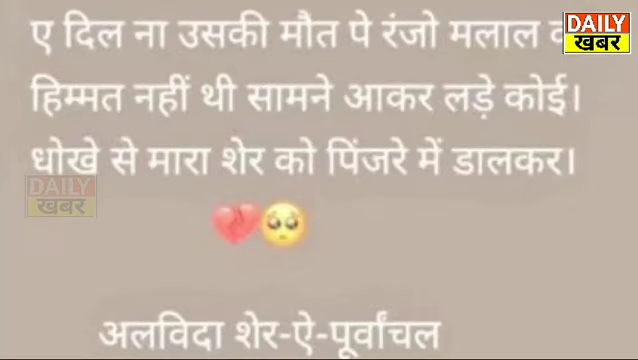 ए दिल ना उसकी मौत पे रंजो मलाल
हिम्मत नहीं थी सामने आकर लड़े कोई।
धोखे से मारा शेर को पिंजरे में डालकर।
💔🥺
अलविदा शेर-ऐ-पूर्वांचल
DAILY
खबर
DAILY
खबर